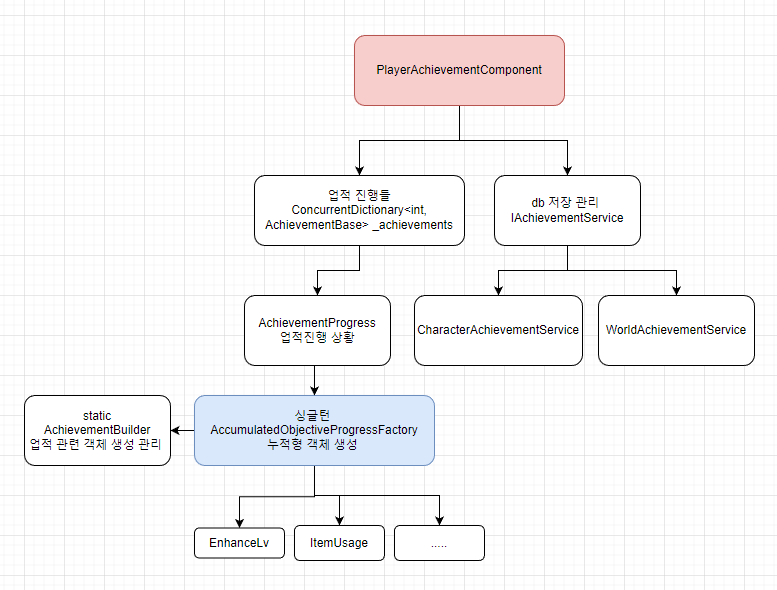 PlayerAchievementComponent
업적 진행들
ConcurrentDictionary<int,
AchievementBase> _achievements
db 저장 관리
IAchievementService
AchievementProgress
업적진행 상황
CharacterAchievementService
WorldAchievementService
static
AchievementBuilder
업적 관련 객체 생성 관리
싱글턴
AccumulatedObjectiveProgressFactory
누적형 객체 생성
EnhanceLv
ItemUsage
.....